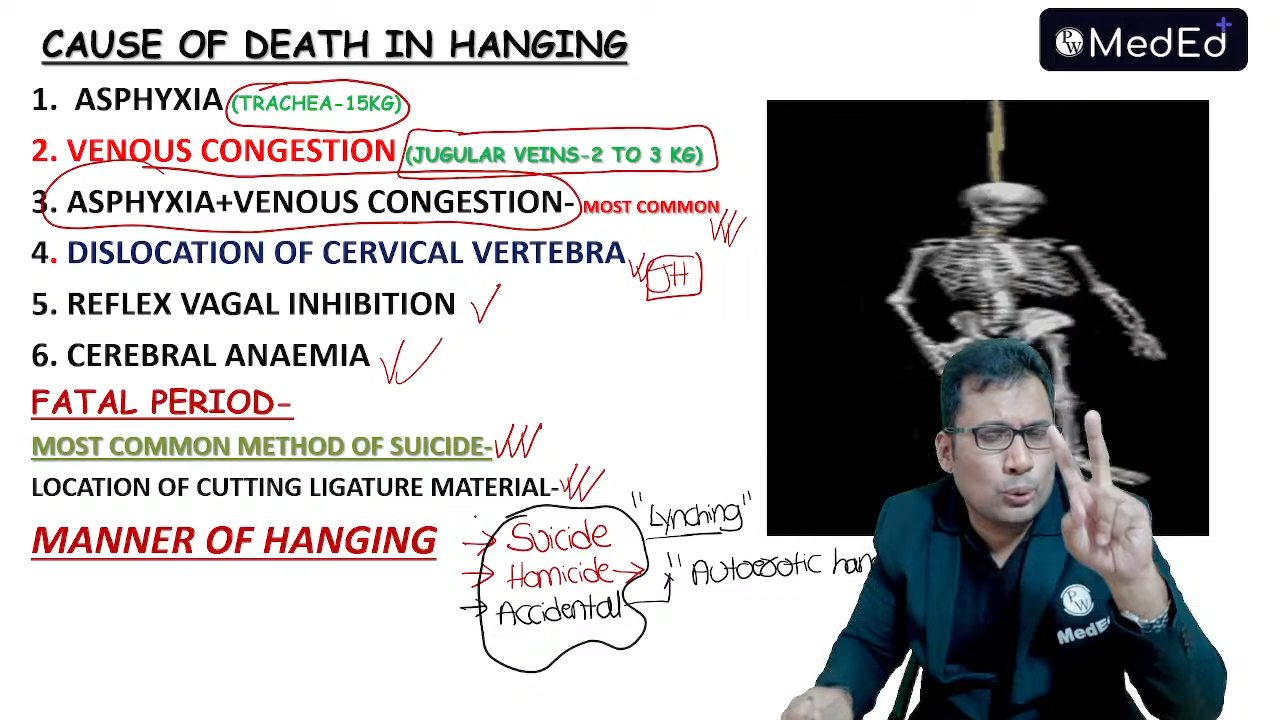 CAUSE OF DEATH IN HANGING
PW MedEd
1. ASPHYXIA (TRACHEA-15KG)
2. VENOUS CONGESTION (JUGULAR VEINS-2 TO 3 KG)
3. ASPHYXIA+VENOUS CONGESTION- MOST COMMON
4. DISLOCATION OF CERVICAL VERTEBRA JH
5. REFLEX VAGAL INHIBITION
6. CEREBRAL ANAEMIA
FATAL PERIOD-
MOST COMMON METHOD OF SUICIDE-
LOCATION OF CUTTING LIGATURE MATERIAL-
MANNER OF HANGING
Suicide
Homicide
Accidental
"Lynching"
"Autoerotic
PW
MedEd